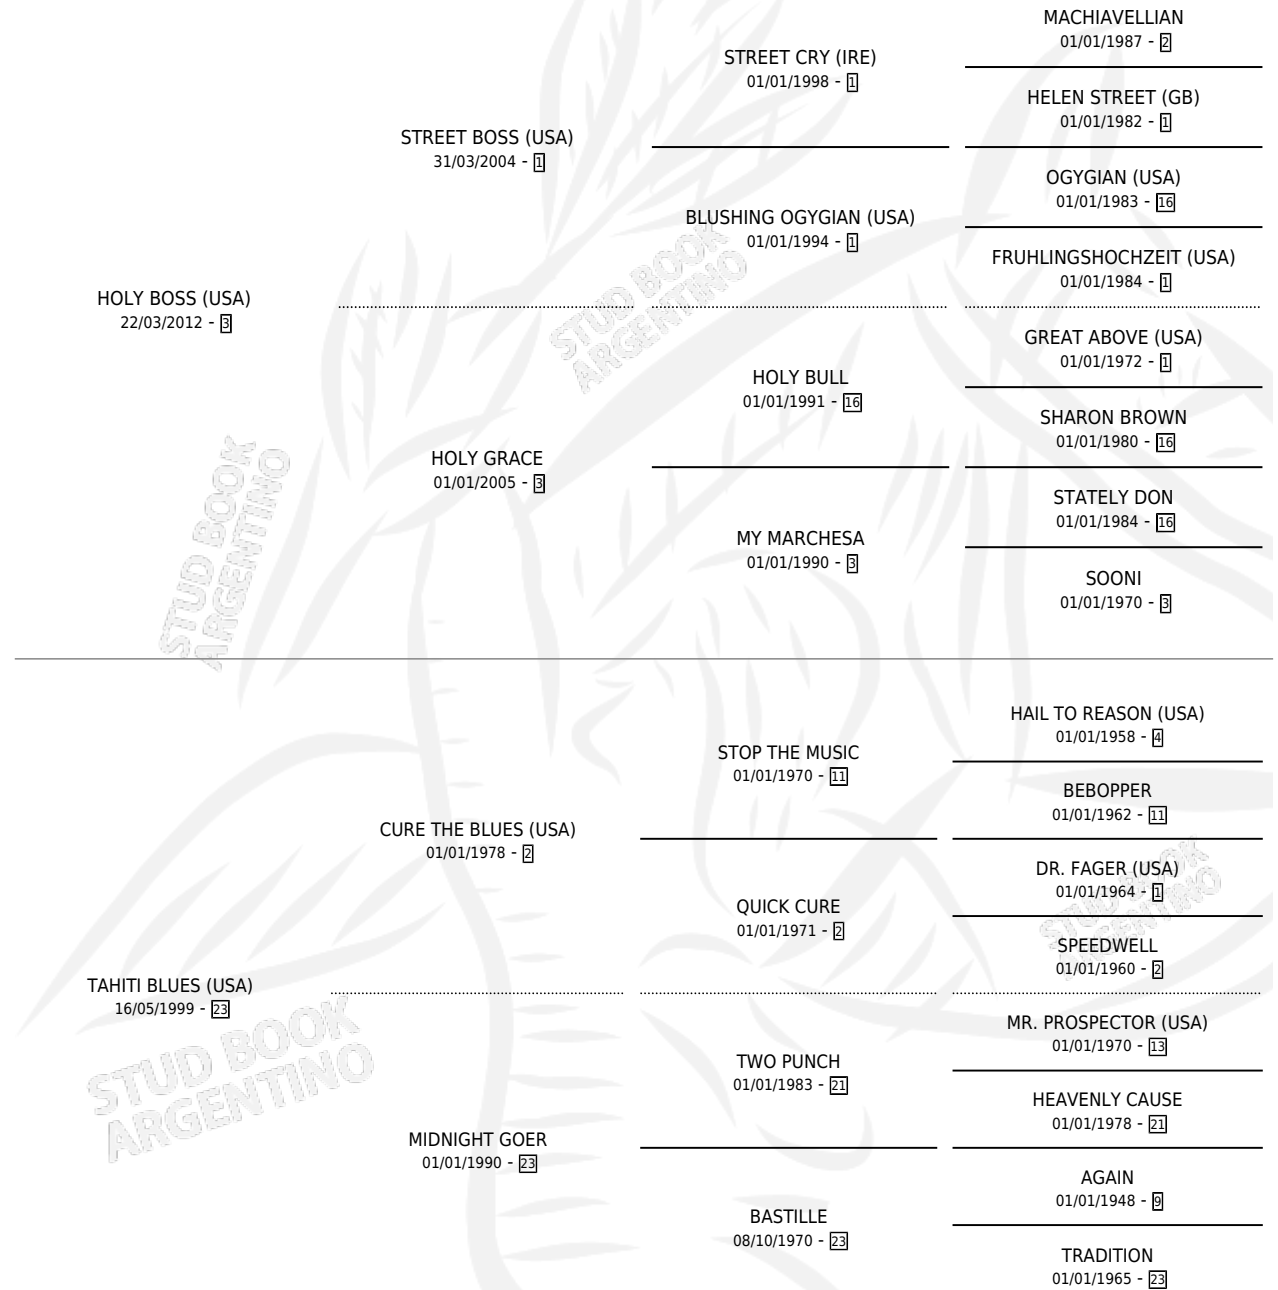 MACHIAVELLIAN
01/01/1987 - 2
STREET CRY (IRE)
01/01/1998 - 1
HELEN STREET (GB)
01/01/1982 - 1
STREET BOSS (USA)
31/03/2004 - 1
OGYGIAN (USA)
01/01/1983 - 16
BLUSHING OGYGIAN (USA)
01/01/1994 - 1
FRUHLINGSHOCHZEIT (USA)
01/01/1984 - 1
HOLY BOSS (USA)
22/03/2012 - 3
GREAT ABOVE (USA)
01/01/1972 - 1
HOLY BULL
01/01/1991 - 16
SHARON BROWN
01/01/1980 - 16
HOLY GRACE
01/01/2005 - 3
STATELY DON
01/01/1984 - 16
MY MARCHESA
01/01/1990 - 3
SOONI
01/01/1970 - 3
HAIL TO REASON (USA)
01/01/1958 - 4
STOP THE MUSIC
01/01/1970 - 11
BEBOPPER
01/01/1962 - 11
CURE THE BLUES (USA)
01/01/1978 - 2
DR. FAGER (USA)
01/01/1964 - 1
QUICK CURE
01/01/1971 - 2
SPEEDWELL
01/01/1960 - 2
TAHITI BLUES (USA)
16/05/1999 - 23
MR. PROSPECTOR (USA)
01/01/1970 - 13
TWO PUNCH
01/01/1983 - 21
HEAVENLY CAUSE
01/01/1978 - 21
MIDNIGHT GOER
01/01/1990 - 23
AGAIN
01/01/1948 - 9
BASTILLE
08/10/1970 - 23
TRADITION
01/01/1965 - 23
STUD BOOK
ARGENTINO
STUD BOOK
ARGENTINO
STUD BOOK
ARGENTINO
STUD BOOK
ARGENTINO